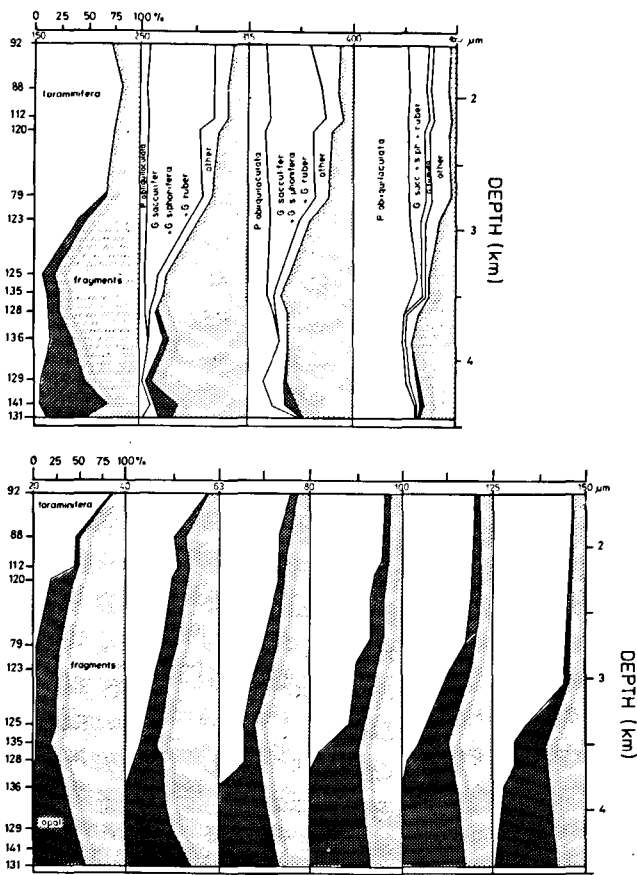 0 25 50 75 100 %
150 250 315 400 µm
92
88
112
120
79
123
125
135
128
136
129
141
131
foraminifera
fragments
P obliquiloculata
G sacculifer
+G siphonifera
+G ruber
other
P obliquiloculata
G sacculifer
+G siphonifera
+ G ruber
other
P obliquiloculata
G sacc + siph + ruber
other
2
3
4
DEPTH (km)
0 25 50 75 100%
20 40 63 80 100 125 150 µm
92
88
112
120
79
123
125
135
128
136
129
141
131
foraminifera
fragments
opal
2
3
4
DEPTH (km)